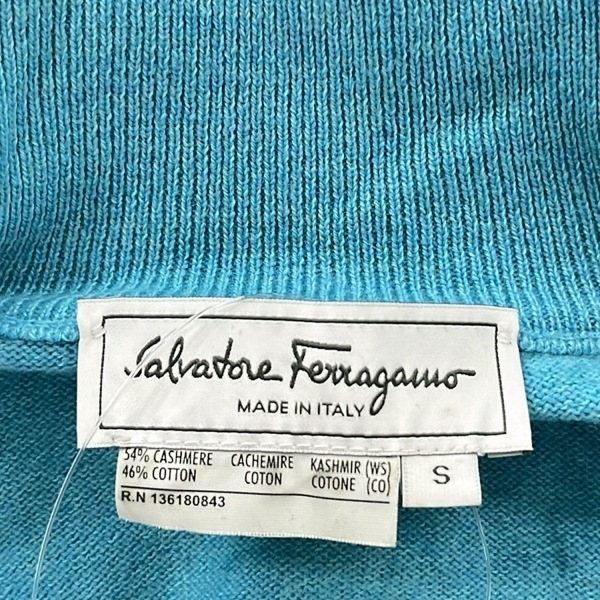 Salvatore Ferragamo
MADE IN ITALY
54% CASHMERE CACHEMIRE KASHMIR (WS)
46% COTTON COTON COTONE (CO)
R.N 136180843
S